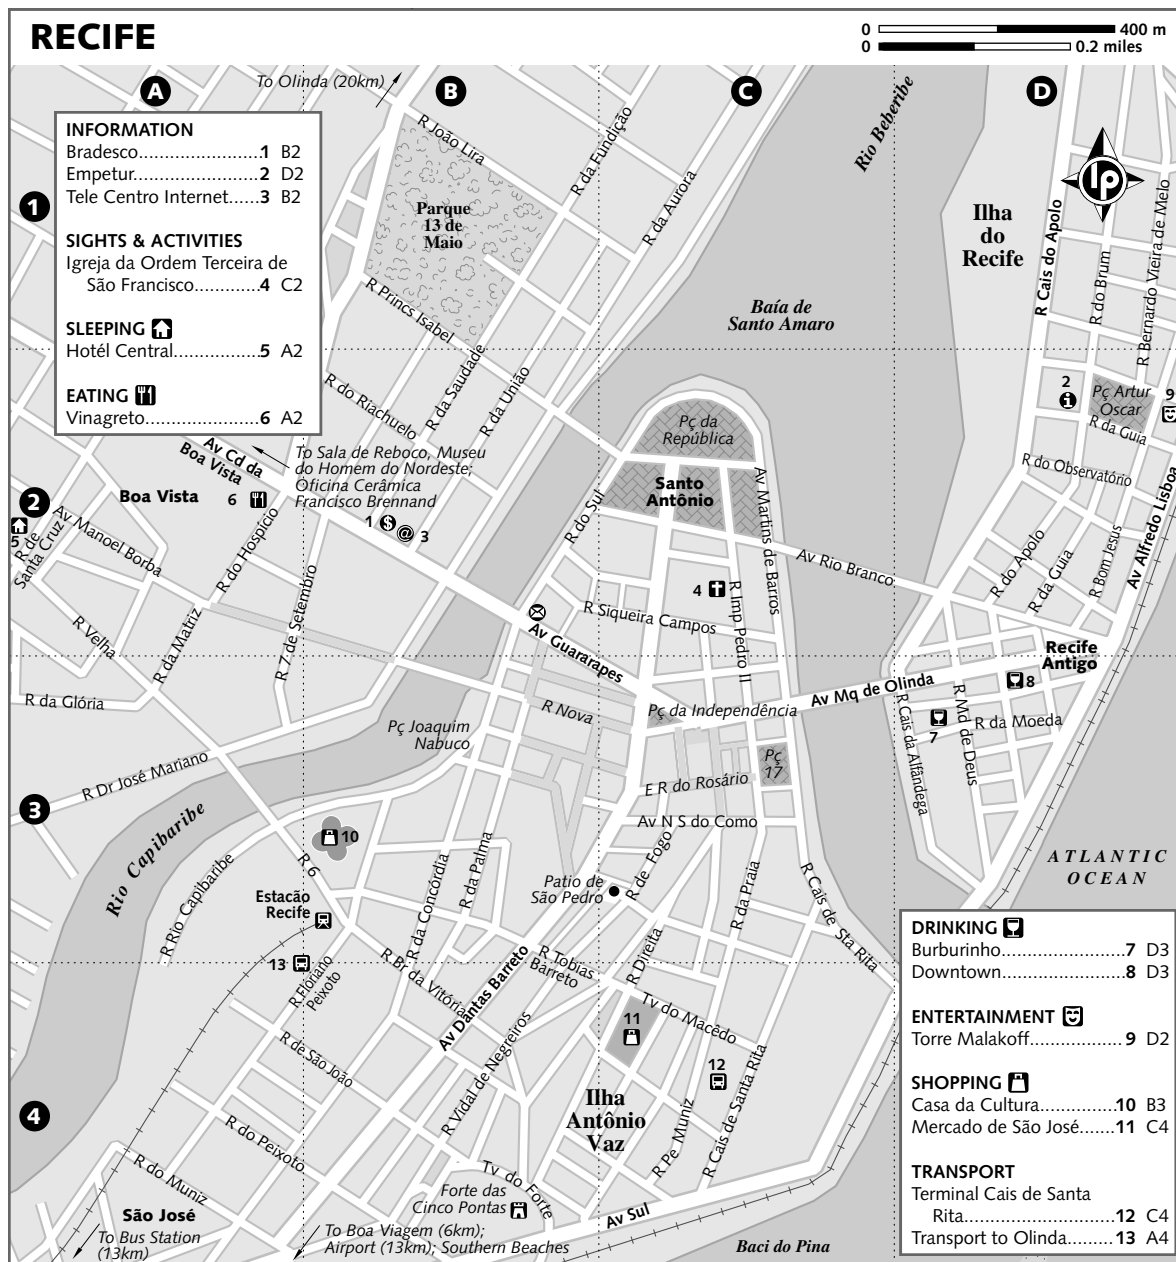 RECIFE
0 400 m
0 0.2 miles
A
B
C
D
1
2
3
4
To Olinda (20km)
INFORMATION
Bradesco..........................1 B2
Empetur..........................2 D2
Tele Centro Internet......3 B2
SIGHTS & ACTIVITIES
Igreja da Ordem Terceira de
São Francisco..............4 C2
SLEEPING
Hotél Central..................5 A2
EATING
Vinagreto........................6 A2
R João Lira
R da Fundição
R da Aurora
Parque
13 de
Maio
R Princs Isabel
Rio Beberibe
Ilha
do
Recife
lp
R Cais do Apolo
R do Brum
R Bernardo Vieira de Melo
Baía de
Santo Amaro
R do Riachuelo
R da Saudade
R da União
Pç da
República
2
Pç Artur
Oscar
9
R da Guia
R do Observatório
Av Cd da
Boa Vista
To Sala de Reboco, Museu
do Homem do Nordeste;
Oficina Cerâmica
Francisco Brennand
Boa Vista
6
Santo
Antônio
R do Sul
Av Martins de Barros
Av Rio Branco
Av Alfredo Lisboa
5
R de
Santa Cruz
Av Manoel Borba
R do Hospício
1 $
@ 3
R do Apolo
R da Guia
R Bom Jesus
4
R Imp Pedro II
R Siqueira Campos
R Velha
R da Matriz
R 7 de Setembro
Av Guararapes
Recife
Antigo
R da Glória
R Nova
Pç da Independência
Av Mq de Olinda
8
7
R Md de Deus
R da Moeda
R Cais da Alfândega
Pç Joaquim
Nabuco
R Dr José Mariano
Pç
17
E R do Rosário
Av N S do Como
Rio Capibaribe
10
R 6
R Rio Capibaribe
R da Concórdia
R da Palma
R de Fogo
R da Praia
R Cais de Sta Rita
ATLANTIC
OCEAN
Estacão
Recife
Patio de
São Pedro
13
R Floriano
Peixoto
R Br da Vitória
Av Dantas Barreto
R Tobias
Barreto
R Direita
Tv do Macêdo
11
12
R de São João
R Vidal de Negreiros
Ilha
Antônio
Vaz
R Pe Muniz
R Cais de Santa Rita
R do Peixoto
R do Muniz
Tv do Forte
Forte das
Cinco Pontas
Av Sul
São José
To Bus Station
(13km)
To Boa Viagem (6km);
Airport (13km); Southern Beaches
Baci do Pina
DRINKING
Burburinho..........................7 D3
Downtown..........................8 D3
ENTERTAINMENT
Torre Malakoff....................9 D2
SHOPPING
Casa da Cultura................10 B3
Mercado de São José.......11 C4
TRANSPORT
Terminal Cais de Santa
Rita................................12 C4
Transport to Olinda.........13 A4